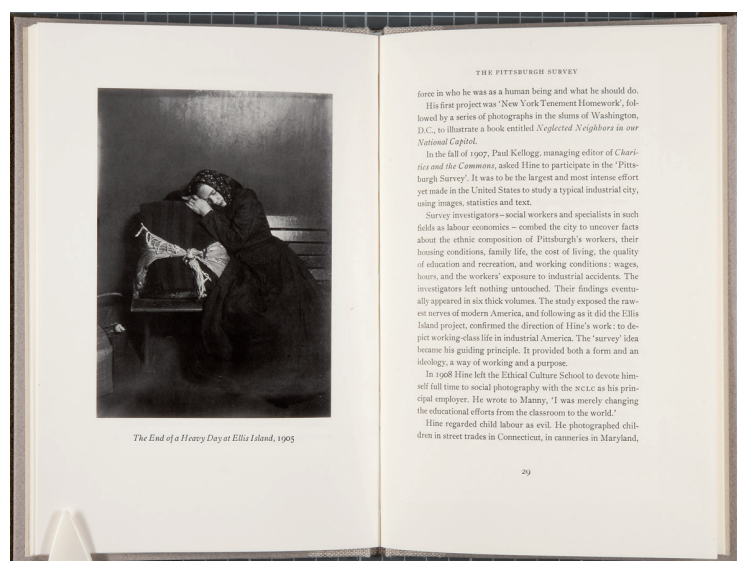 The End of a Heavy Day at Ellis Island, 1905
THE PITTSBURGH SURVEY
force in who he was as a human being and what he should do.
His first project was ‘New York Tenement Homework’, fol-
lowed by a series of photographs in the slums of Washington,
D.C., to illustrate a book entitled Neglected Neighbors in our
National Capitol.
In the fall of 1907, Paul Kellogg, managing editor of Chari-
ties and the Commons, asked Hine to participate in the ‘Pitts-
burgh Survey’. It was to be the largest and most intense effort
yet made in the United States to study a typical industrial city,
using images, statistics and text.
Survey investigators – social workers and specialists in such
fields as labour economics – combed the city to uncover facts
about the ethnic composition of Pittsburgh's workers, their
housing conditions, family life, the cost of living, the quality
of education and recreation, and working conditions: wages,
hours, and the workers' exposure to industrial accidents. The
investigators left nothing untouched. Their findings eventu-
ally appeared in six thick volumes. The study exposed the raw-
est nerves of modern America, and following as it did the Ellis
Island project, confirmed the direction of Hine's work: to de-
pict working-class life in industrial America. The ‘survey’ idea
became his guiding principle. It provided both a form and an
ideology, a way of working and a purpose.
In 1908 Hine left the Ethical Culture School to devote him-
self full time to social photography with the NCLC as his prin-
cipal employer. He wrote to Manny, ‘I was merely changing
the educational efforts from the classroom to the world.’
Hine regarded child labour as evil. He photographed chil-
dren in street trades in Connecticut, in canneries in Maryland,
29